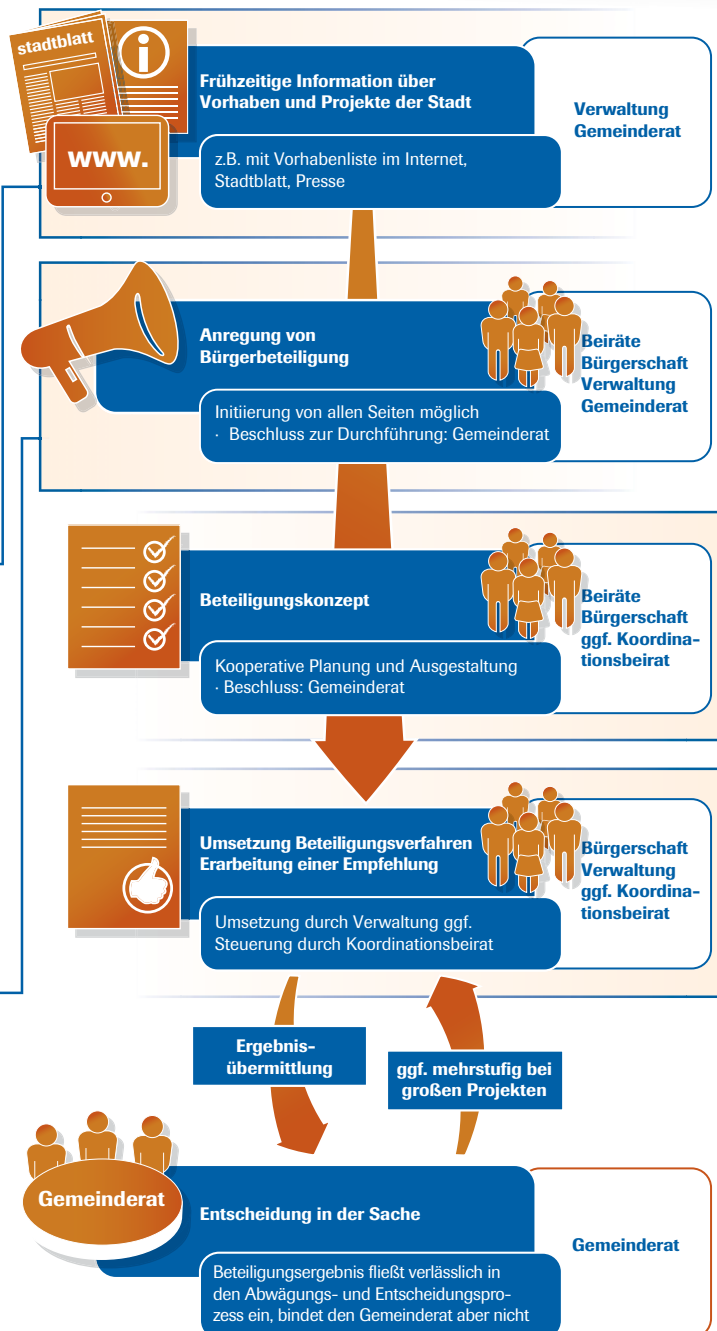 stadtblatt
www.
Frühzeitige Information über
Vorhaben und Projekte der Stadt
z.B. mit Vorhabenliste im Internet,
Stadtblatt, Presse
Verwaltung
Gemeinderat
Anregung von
Bürgerbeteiligung
Initiierung von allen Seiten möglich
· Beschluss zur Durchführung: Gemeinderat
Beiräte
Bürgerschaft
Verwaltung
Gemeinderat
Beteiligungskonzept
Kooperative Planung und Ausgestaltung
· Beschluss: Gemeinderat
Beiräte
Bürgerschaft
ggf. Koordina-
tionsbeirat
Umsetzung Beteiligungsverfahren
Erarbeitung einer Empfehlung
Umsetzung durch Verwaltung ggf.
Steuerung durch Koordinationsbeirat
Bürgerschaft
Verwaltung
ggf. Koordina-
tionsbeirat
Ergebnis-
übermittlung
ggf. mehrstufig bei
großen Projekten
Gemeinderat
Entscheidung in der Sache
Beteiligungsergebnis fließt verlässlich in
den Abwägungs- und Entscheidungspro-
zess ein, bindet den Gemeinderat aber nicht
Gemeinderat